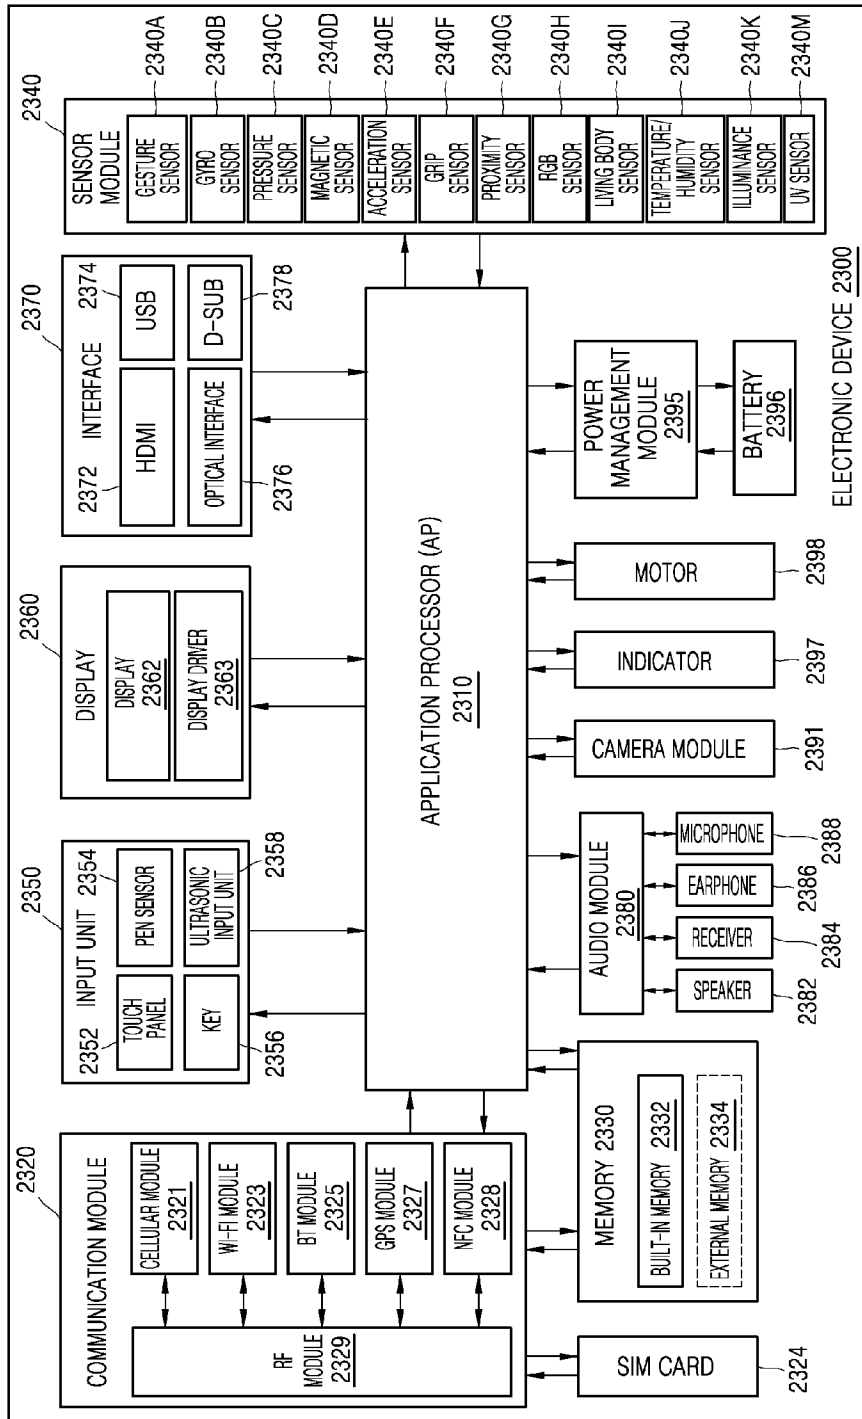 ELECTRONIC DEVICE 2300
2320
COMMUNICATION MODULE
CELLULAR MODULE
2321
WI-FI MODULE
2323
BT MODULE
2325
GPS MODULE
2327
NFC MODULE
2328
RF
MODULE
2329
2350
INPUT UNIT
2352
TOUCH
PANEL
2354
PEN SENSOR
2356
KEY
2358
ULTRASONIC
INPUT UNIT
2360
DISPLAY
DISPLAY
2362
DISPLAY DRIVER
2363
2370
INTERFACE
2372
HDMI
2374
USB
2376
OPTICAL INTERFACE
2378
D-SUB
2340
SENSOR
MODULE
GESTURE
SENSOR
2340A
GYRO
SENSOR
2340B
PRESSURE
SENSOR
2340C
MAGNETIC
SENSOR
2340D
ACCELERATION
SENSOR
2340E
GRIP
SENSOR
2340F
PROXIMITY
SENSOR
2340G
RGB
SENSOR
2340H
LIVING BODY
SENSOR
2340I
TEMPERATURE/
HUMIDITY
SENSOR
2340J
ILLUMINANCE
SENSOR
2340K
UV SENSOR
2340M
APPLICATION PROCESSOR (AP)
2310
SIM CARD
2324
MEMORY 2330
BUILT-IN MEMORY 2332
EXTERNAL MEMORY 2334
AUDIO MODULE
2380
SPEAKER
2382
RECEIVER
2384
EARPHONE
2386
MICROPHONE
2388
CAMERA MODULE
2391
INDICATOR
2397
MOTOR
2398
POWER
MANAGEMENT
MODULE
2395
BATTERY
2396